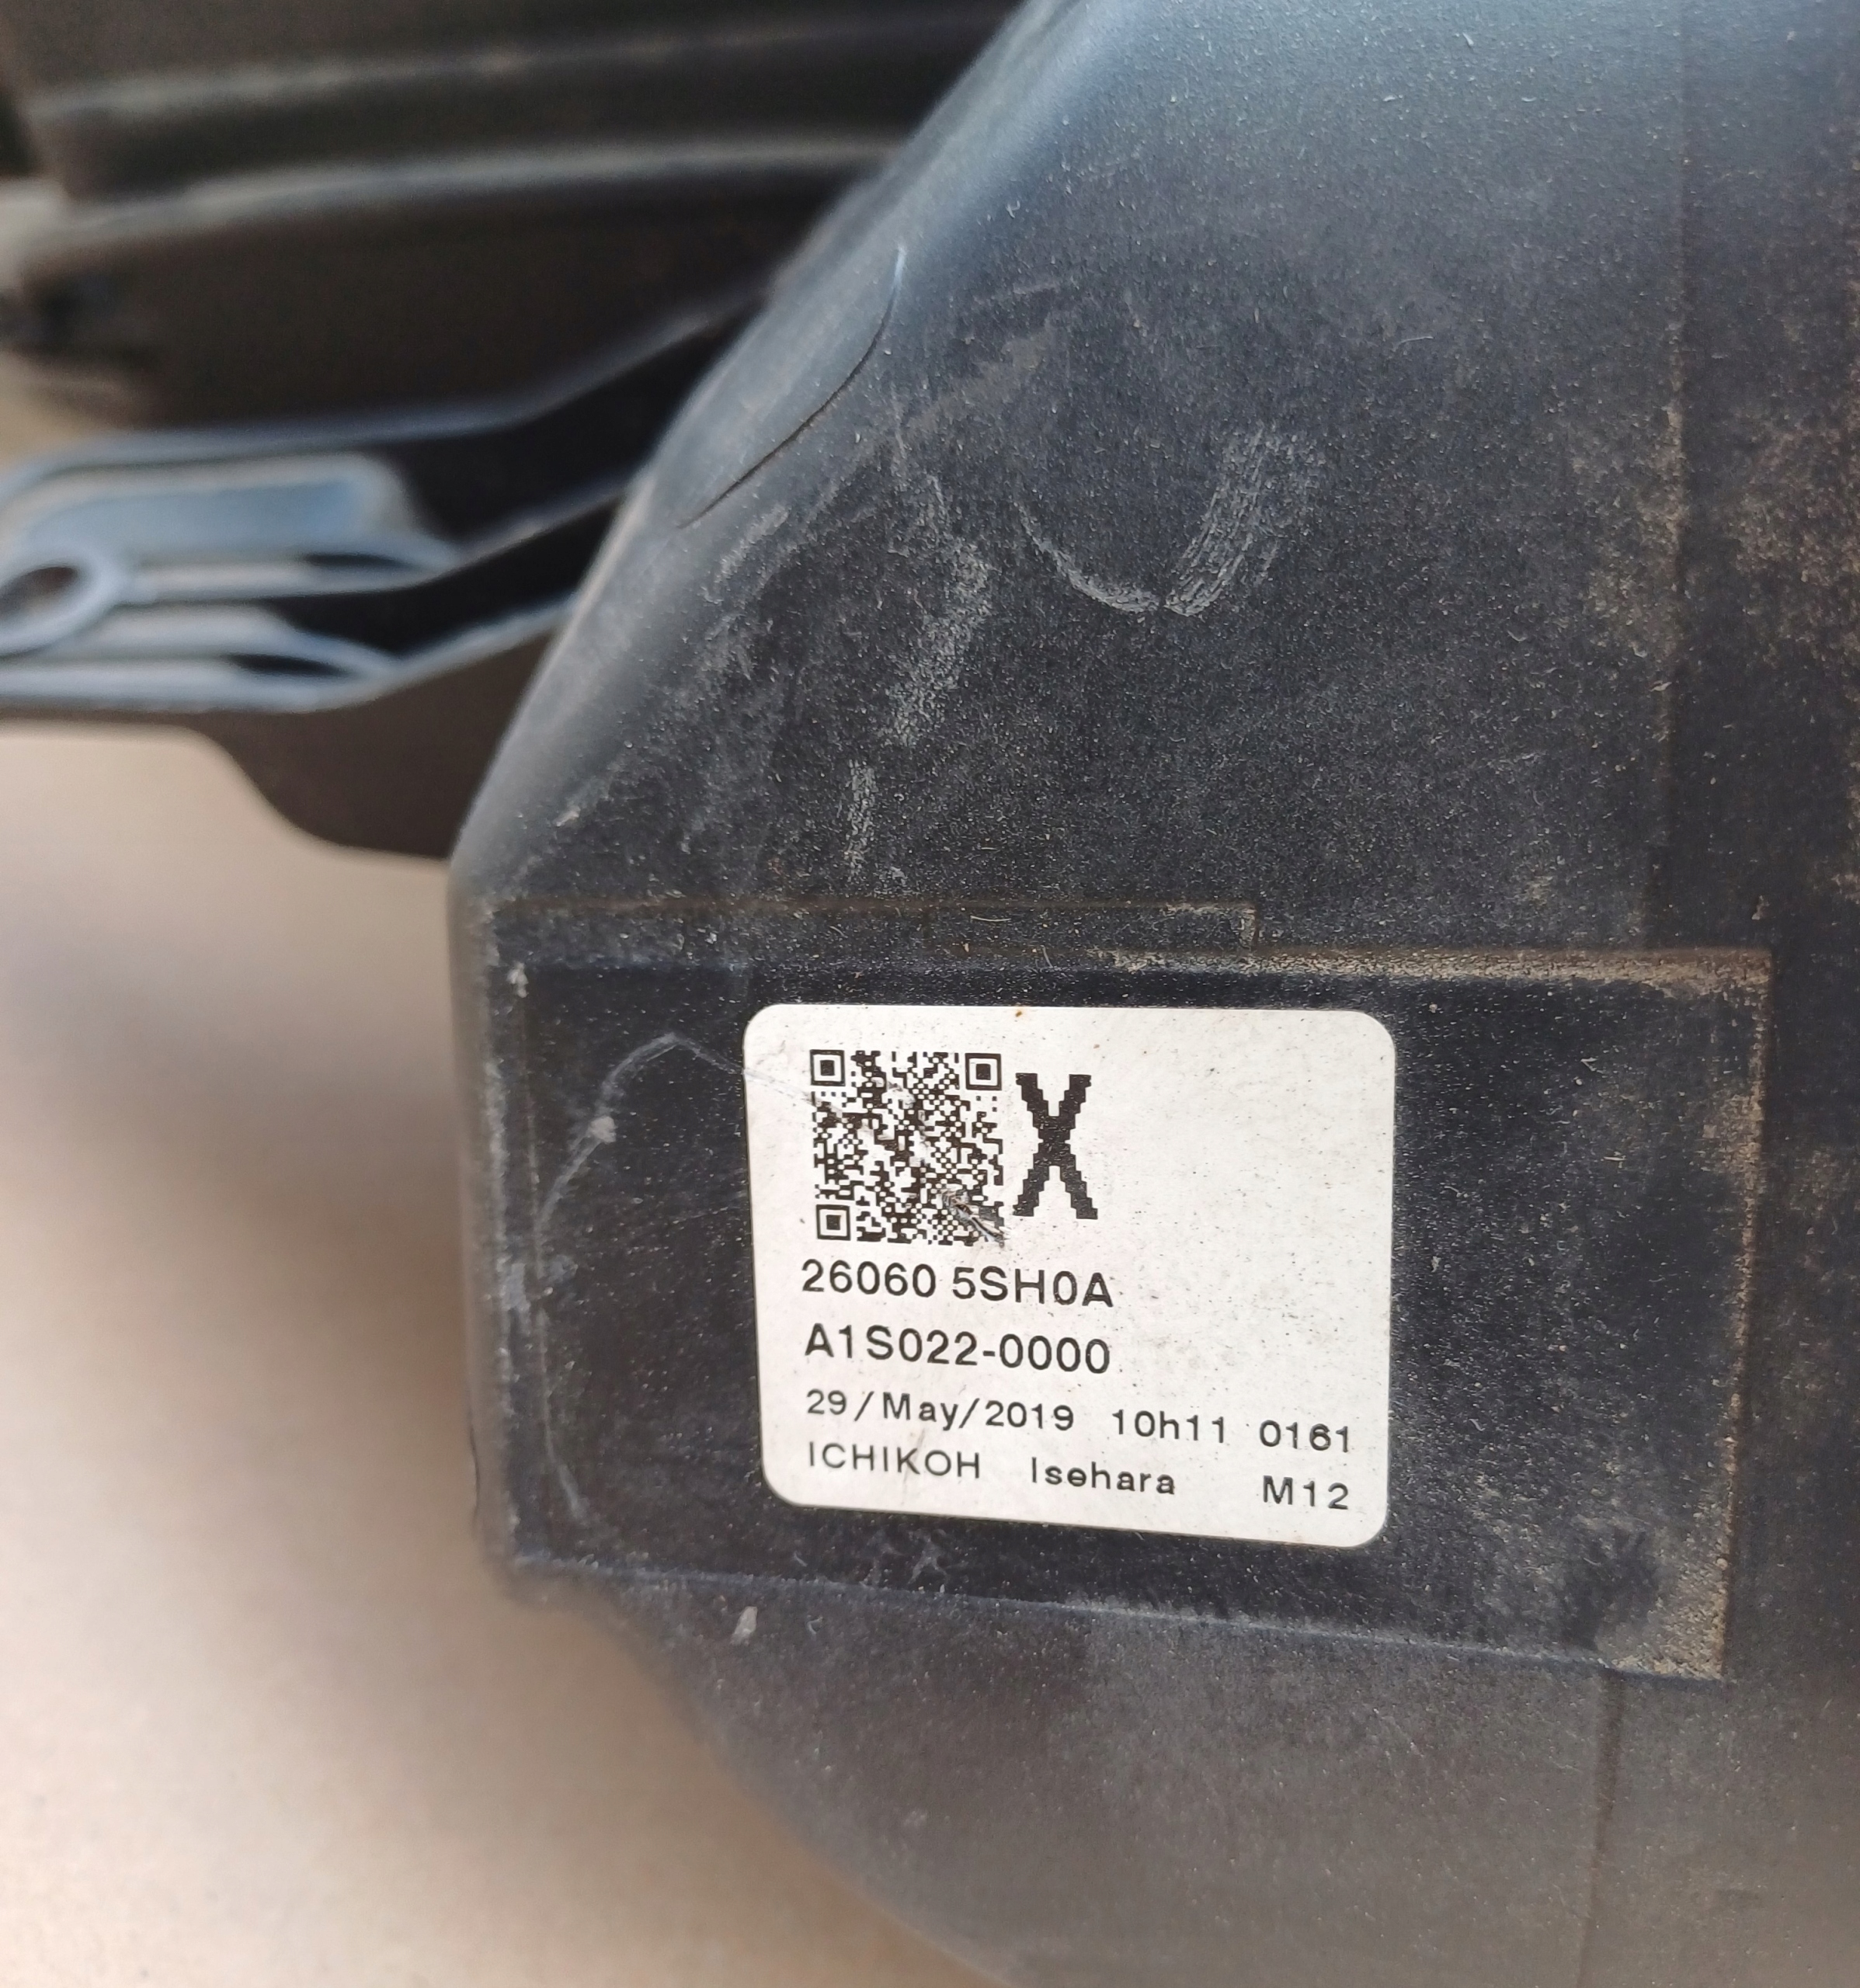 X
26060 5SH0A
A1S022-0000
29/May/2019 10h11 0161
ICHIKOH Isehara M12